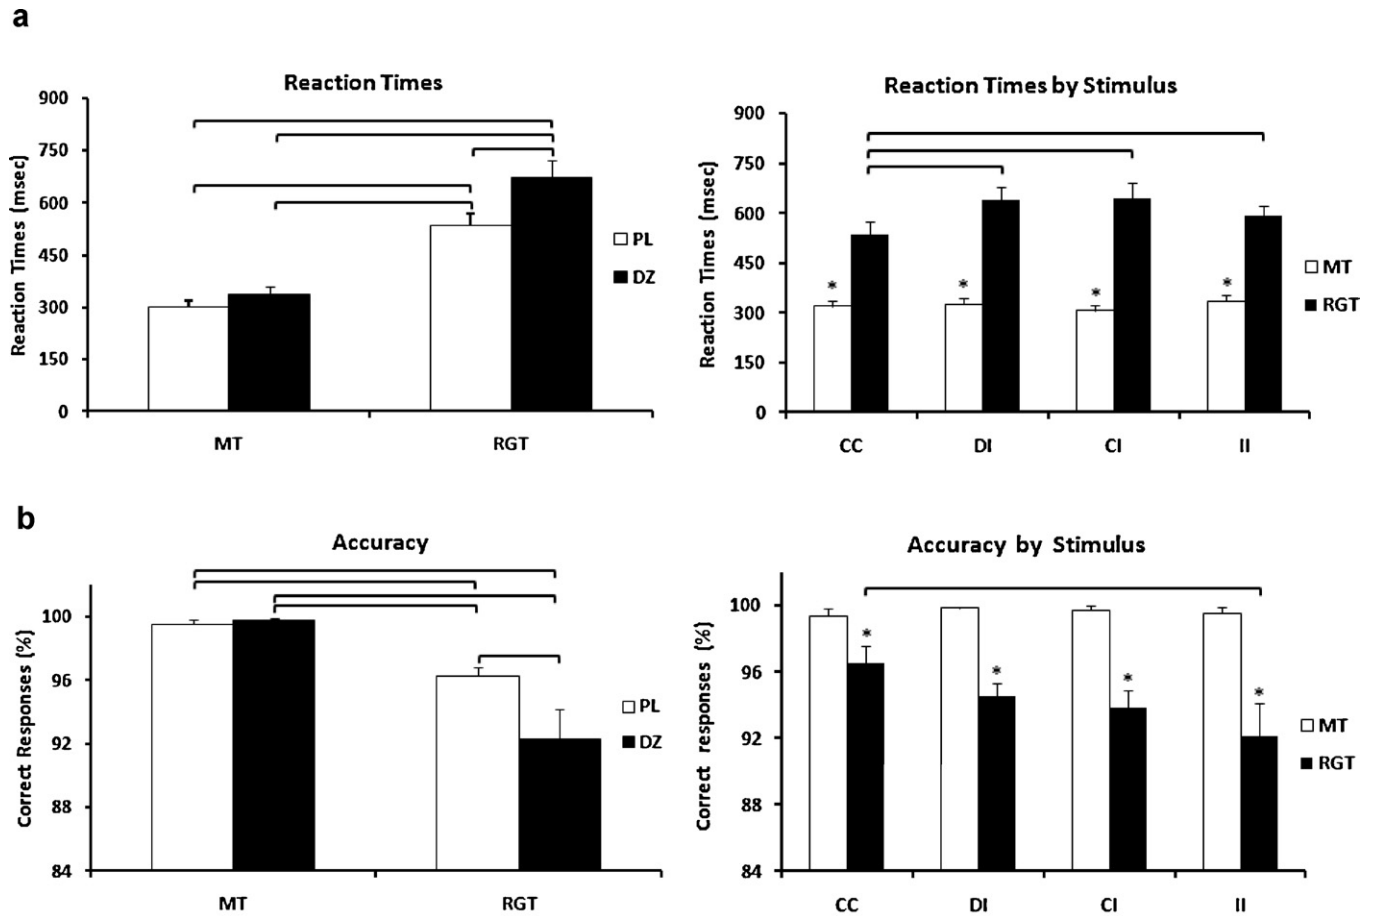 a
Reaction Times
900
750
600
450
300
150
0
Reaction Times (msec)
MT
RGT
PL
DZ
Reaction Times by Stimulus
900
750
600
450
300
150
0
Reaction Times (msec)
*
*
*
*
CC
DI
CI
II
MT
RGT
b
Accuracy
100
96
92
88
84
Correct Responses (%)
MT
RGT
PL
DZ
Accuracy by Stimulus
100
96
92
88
84
Correct responses (%)
*
*
*
*
CC
DI
CI
II
MT
RGT